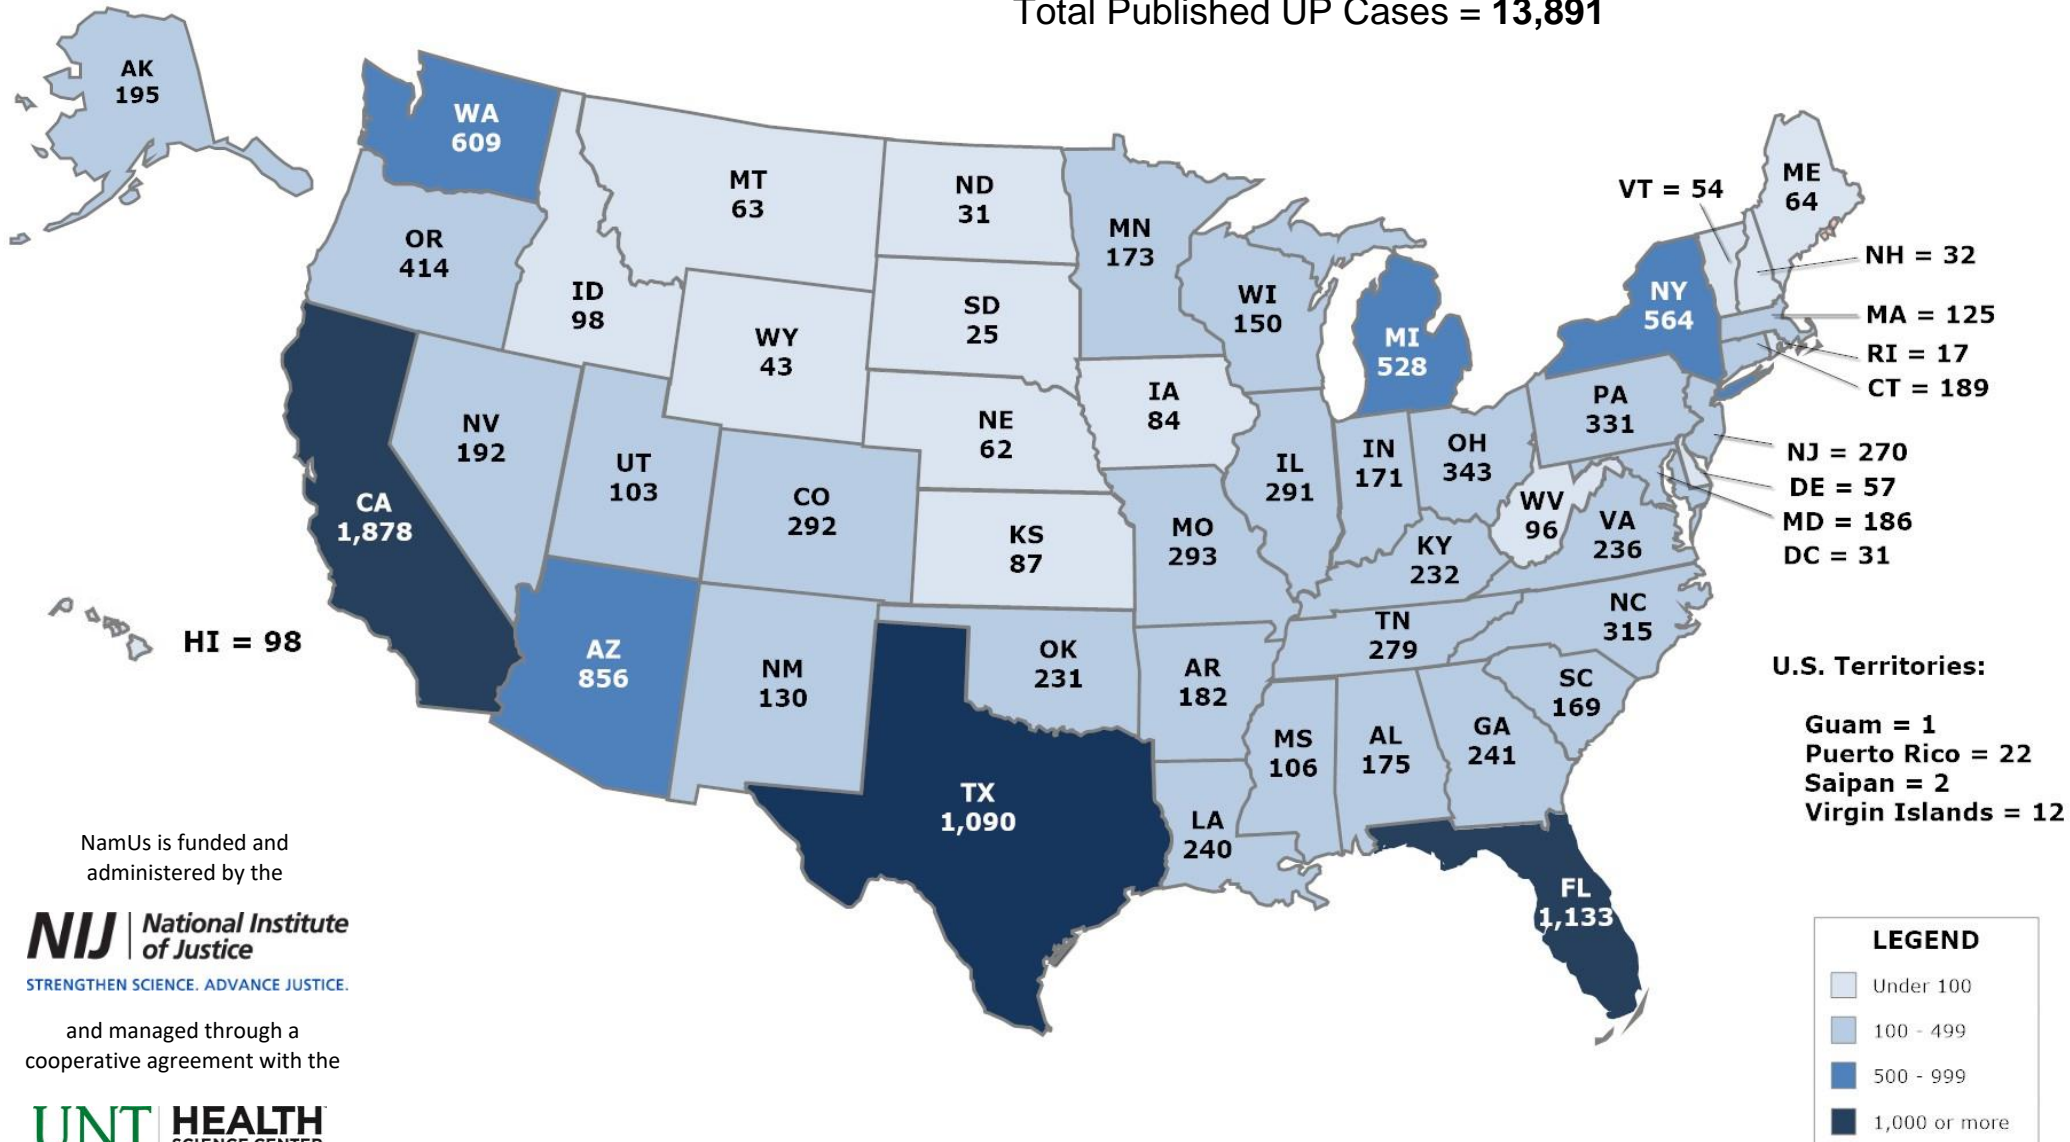 Total Published UP Cases = 13,891
AK
195
WA
609
MT
63
ND
31
MN
173
ME
64
VT = 54
OR
414
ID
98
NH = 32
WY
43
SD
25
WI
150
MI
528
NY
564
MA = 125
RI = 17
CT = 189
NV
192
UT
103
CO
292
NE
62
IA
84
IL
291
IN
171
OH
343
PA
331
NJ = 270
DE = 57
MD = 186
DC = 31
CA
1,878
KS
87
MO
293
KY
232
WV
96
VA
236
HI = 98
AZ
856
NM
130
OK
231
AR
182
TN
279
NC
315
SC
169
MS
106
AL
175
GA
241
TX
1,090
LA
240
FL
1,133
U.S. Territories:
Guam = 1
Puerto Rico = 22
Saipan = 2
Virgin Islands = 12
NamUs is funded and
administered by the
NIJ
National Institute
of Justice
STRENGTHEN SCIENCE. ADVANCE JUSTICE.
and managed through a
cooperative agreement with the
UNT HEALTH
SCIENCE CENTER
LEGEND
Under 100
100 - 499
500 - 999
1,000 or more